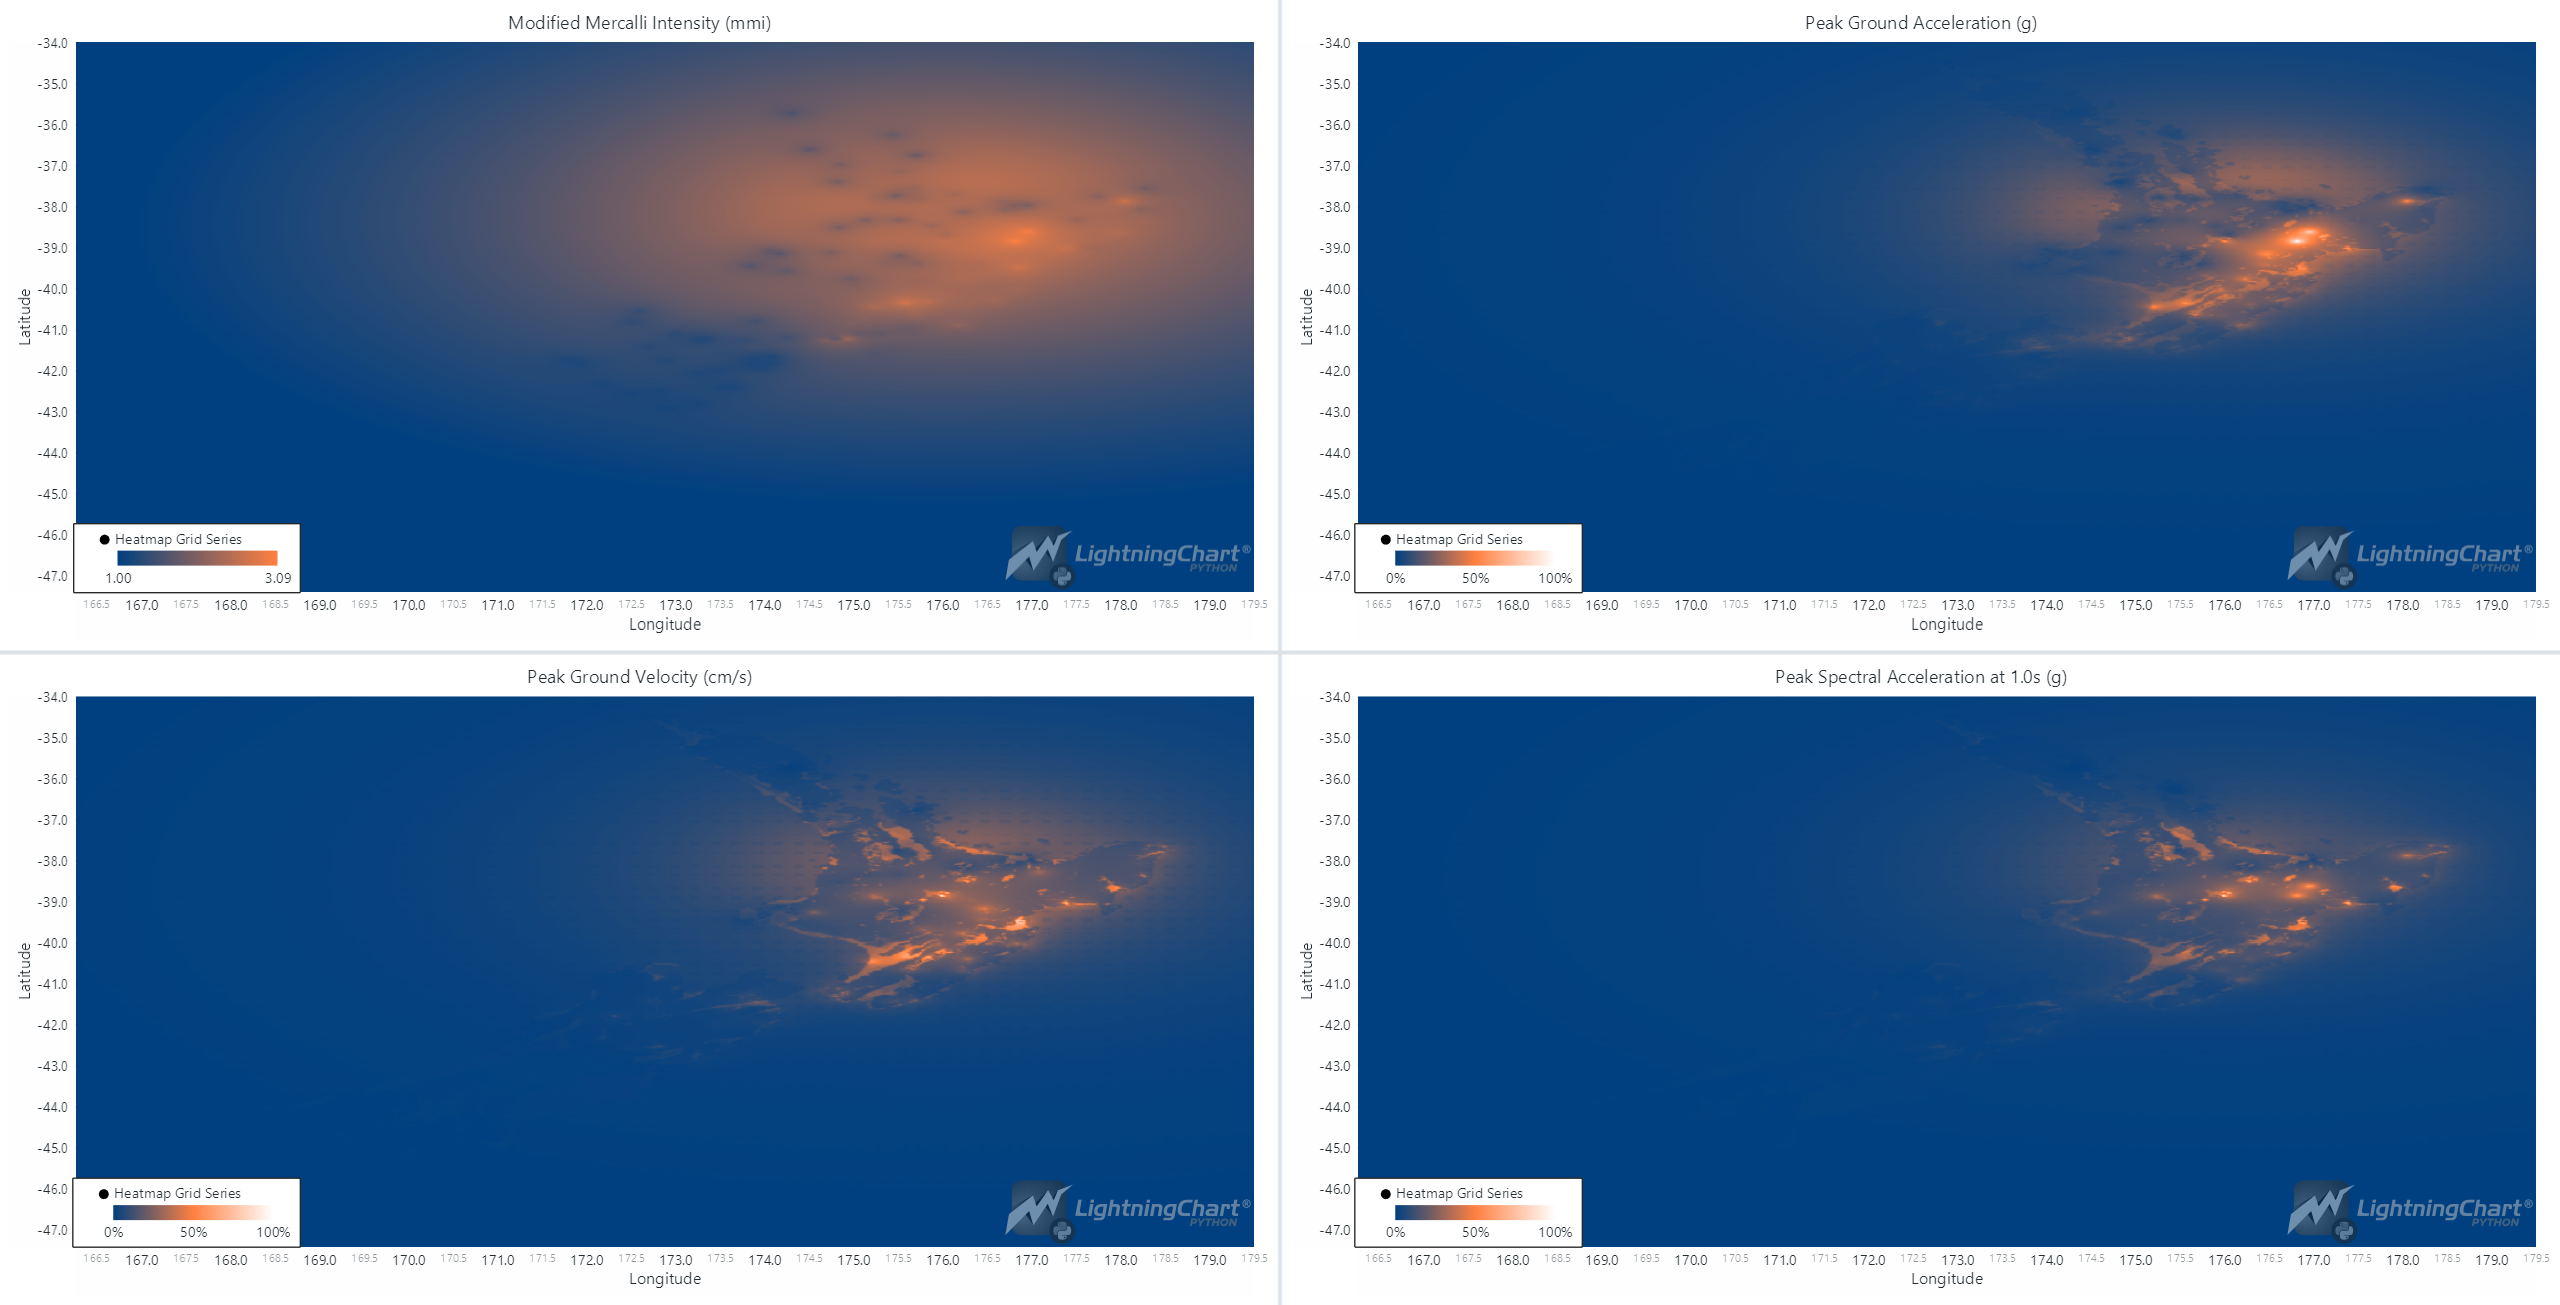 Modified Mercalli Intensity (mmi)
-34.0
-35.0
-36.0
-37.0
-38.0
-39.0
-40.0
-41.0
-42.0
-43.0
-44.0
-45.0
-46.0
-47.0
Latitude
Heatmap Grid Series
1.00 3.09
LightningChart®
PYTHON
166.5 167.0 167.5 168.0 168.5 169.0 169.5 170.0 170.5 171.0 171.5 172.0 172.5 173.0 173.5 174.0 174.5 175.0 175.5 176.0 176.5 177.0 177.5 178.0 178.5 179.0 179.5
Longitude
Peak Ground Acceleration (g)
-34.0
-35.0
-36.0
-37.0
-38.0
-39.0
-40.0
-41.0
-42.0
-43.0
-44.0
-45.0
-46.0
-47.0
Latitude
Heatmap Grid Series
0% 50% 100%
LightningChart®
PYTHON
166.5 167.0 167.5 168.0 168.5 169.0 169.5 170.0 170.5 171.0 171.5 172.0 172.5 173.0 173.5 174.0 174.5 175.0 175.5 176.0 176.5 177.0 177.5 178.0 178.5 179.0 179.5
Longitude
Peak Ground Velocity (cm/s)
-34.0
-35.0
-36.0
-37.0
-38.0
-39.0
-40.0
-41.0
-42.0
-43.0
-44.0
-45.0
-46.0
-47.0
Latitude
Heatmap Grid Series
0% 50% 100%
LightningChart®
PYTHON
166.5 167.0 167.5 168.0 168.5 169.0 169.5 170.0 170.5 171.0 171.5 172.0 172.5 173.0 173.5 174.0 174.5 175.0 175.5 176.0 176.5 177.0 177.5 178.0 178.5 179.0 179.5
Longitude
Peak Spectral Acceleration at 1.0s (g)
-34.0
-35.0
-36.0
-37.0
-38.0
-39.0
-40.0
-41.0
-42.0
-43.0
-44.0
-45.0
-46.0
-47.0
Latitude
Heatmap Grid Series
0% 50% 100%
LightningChart®
PYTHON
166.5 167.0 167.5 168.0 168.5 169.0 169.5 170.0 170.5 171.0 171.5 172.0 172.5 173.0 173.5 174.0 174.5 175.0 175.5 176.0 176.5 177.0 177.5 178.0 178.5 179.0 179.5
Longitude